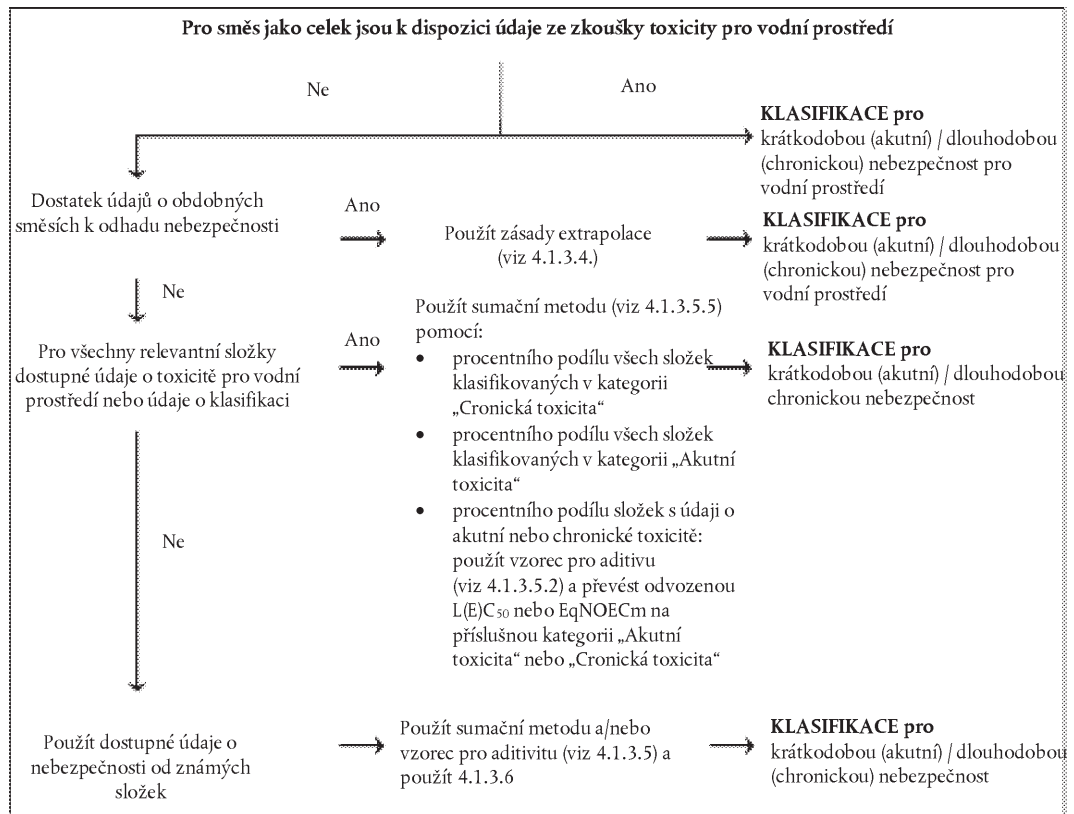 Pro směs jako celek jsou k dispozici údaje ze zkoušky toxicity pro vodní prostředí
Ne
Ano
KLASIFIKACE pro
krátkodobou (akutní) / dlouhodobou
(chronickou) nebezpečnost pro
vodní prostředí
Dostatek údajů o obdobných
směsích k odhadu nebezpečnosti
Ano
Použít zásady extrapolace
(viz 4.1.3.4.)
KLASIFIKACE pro
krátkodobou (akutní) / dlouhodobou
(chronickou) nebezpečnost pro
vodní prostředí
Ne
Pro všechny relevantní složky
dostupné údaje o toxicitě pro vodní
prostředí nebo údaje o klasifikaci
Ano
Použít sumační metodu (viz 4.1.3.5.5)
pomocí:
• procentního podílu všech složek
klasifikovaných v kategorii
„Cronická toxicita“
• procentního podílu všech složek
klasifikovaných v kategorii „Akutní
toxicita“
• procentního podílu složek s údaji o
akutní nebo chronické toxicitě:
použít vzorec pro aditivu
(viz 4.1.3.5.2) a převést odvozenou
L(E)C₅₀ nebo EqNOECm na
příslušnou kategorii „Akutní
toxicita“ nebo „Cronická toxicita“
KLASIFIKACE pro
krátkodobou (akutní) / dlouhodobou
chronickou nebezpečnost
Ne
Použít dostupné údaje o
nebezpečnosti od známých
složek
Použít sumační metodu a/nebo
vzorec pro aditivitu (viz 4.1.3.5) a
použít 4.1.3.6
KLASIFIKACE pro
krátkodobou (akutní) / dlouhodobou
(chronickou) nebezpečnost